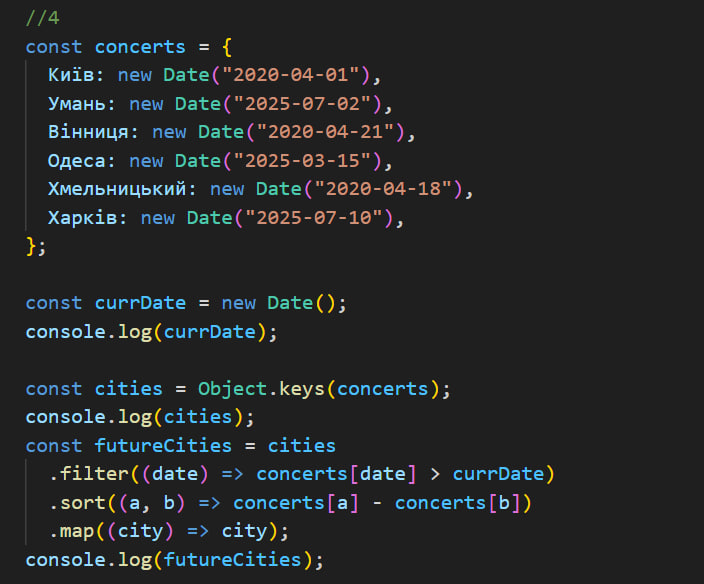 //4
const concerts = {
  Київ: new Date("2020-04-01"),
  Умань: new Date("2025-07-02"),
  Вінниця: new Date("2020-04-21"),
  Одеса: new Date("2025-03-15"),
  Хмельницький: new Date("2020-04-18"),
  Харків: new Date("2025-07-10"),
};
const currDate = new Date();
console.log(currDate);
const cities = Object.keys(concerts);
console.log(cities);
const futureCities = cities
  .filter((date) => concerts[date] > currDate)
  .sort((a, b) => concerts[a] - concerts[b])
  .map((city) => city);
console.log(futureCities);